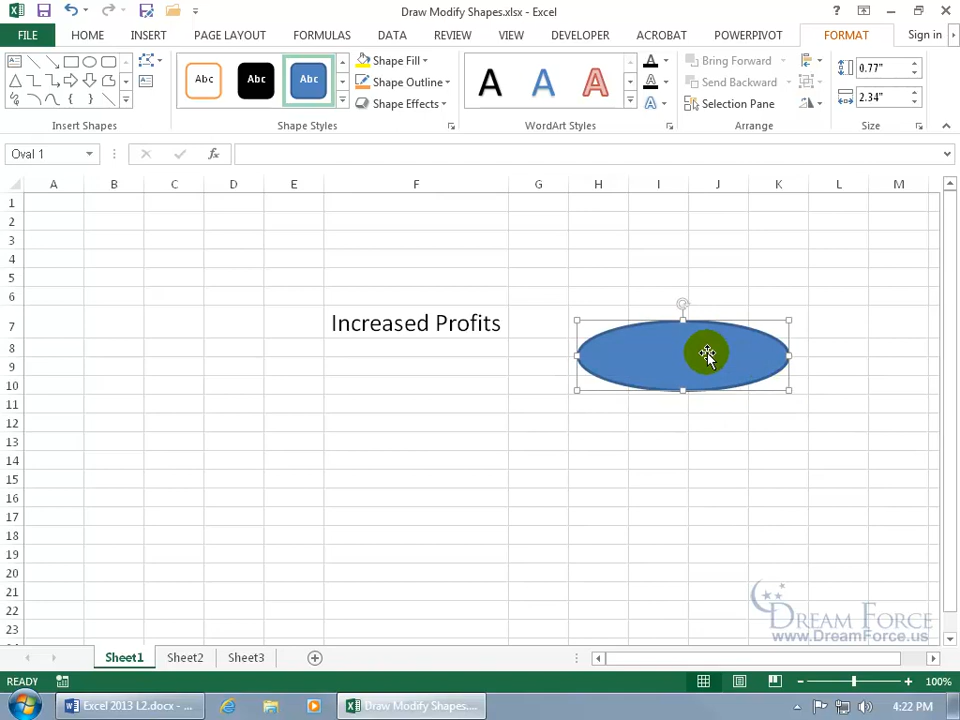 Draw Modify Shapes.xlsx - Excel
FILE HOME INSERT PAGE LAYOUT FORMULAS DATA REVIEW VIEW DEVELOPER ACROBAT POWERPIVOT FORMAT Sign in
Abc Abc Abc
Shape Fill
Shape Outline
Shape Effects
A A A
Bring Forward
Send Backward
Selection Pane
0.77"
2.34"
Insert Shapes Shape Styles WordArt Styles Arrange Size
Oval 1
fx
A B C D E F G H I J K L M
1
2
3
4
5
6
7 Increased Profits
8
9
10
11
12
13
14
15
16
17
18
19
20
21
22
23
DREAM FORCE
www.DreamForce.us
Sheet1 Sheet2 Sheet3
READY 100%
Excel 2013 I.2.docx - ... Draw Modify Shapes.... 4:22 PM